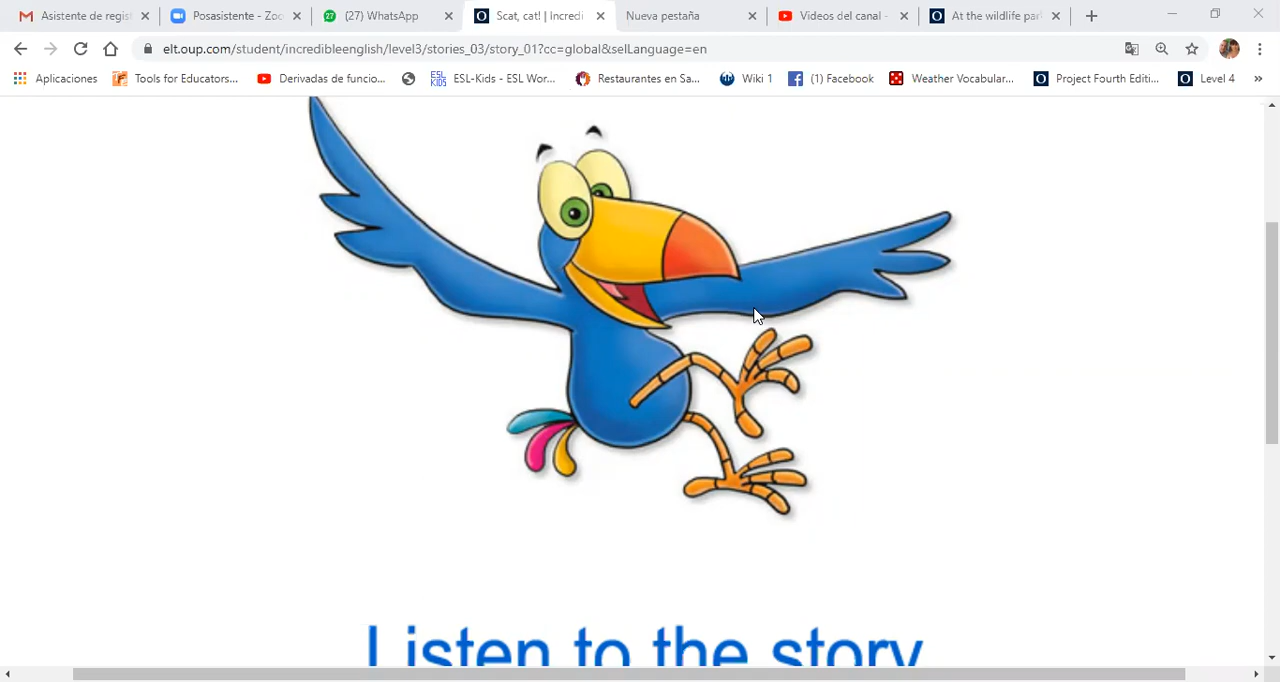 Asistente de regist
Posasistente - Zoo
(27) WhatsApp
Scat, cat! | Incredi
Nueva pestaña
Videos del canal -
At the wildlife par
elt.oup.com/student/incredibleenglish/level3/stories_03/story_01?cc=global&selLanguage=en
Aplicaciones
Tools for Educators...
Derivadas de funcio...
ESL-Kids - ESL Wor...
Restaurantes en Sa...
Wiki 1
(1) Facebook
Weather Vocabular...
Project Fourth Editi...
Level 4
Listen to the story